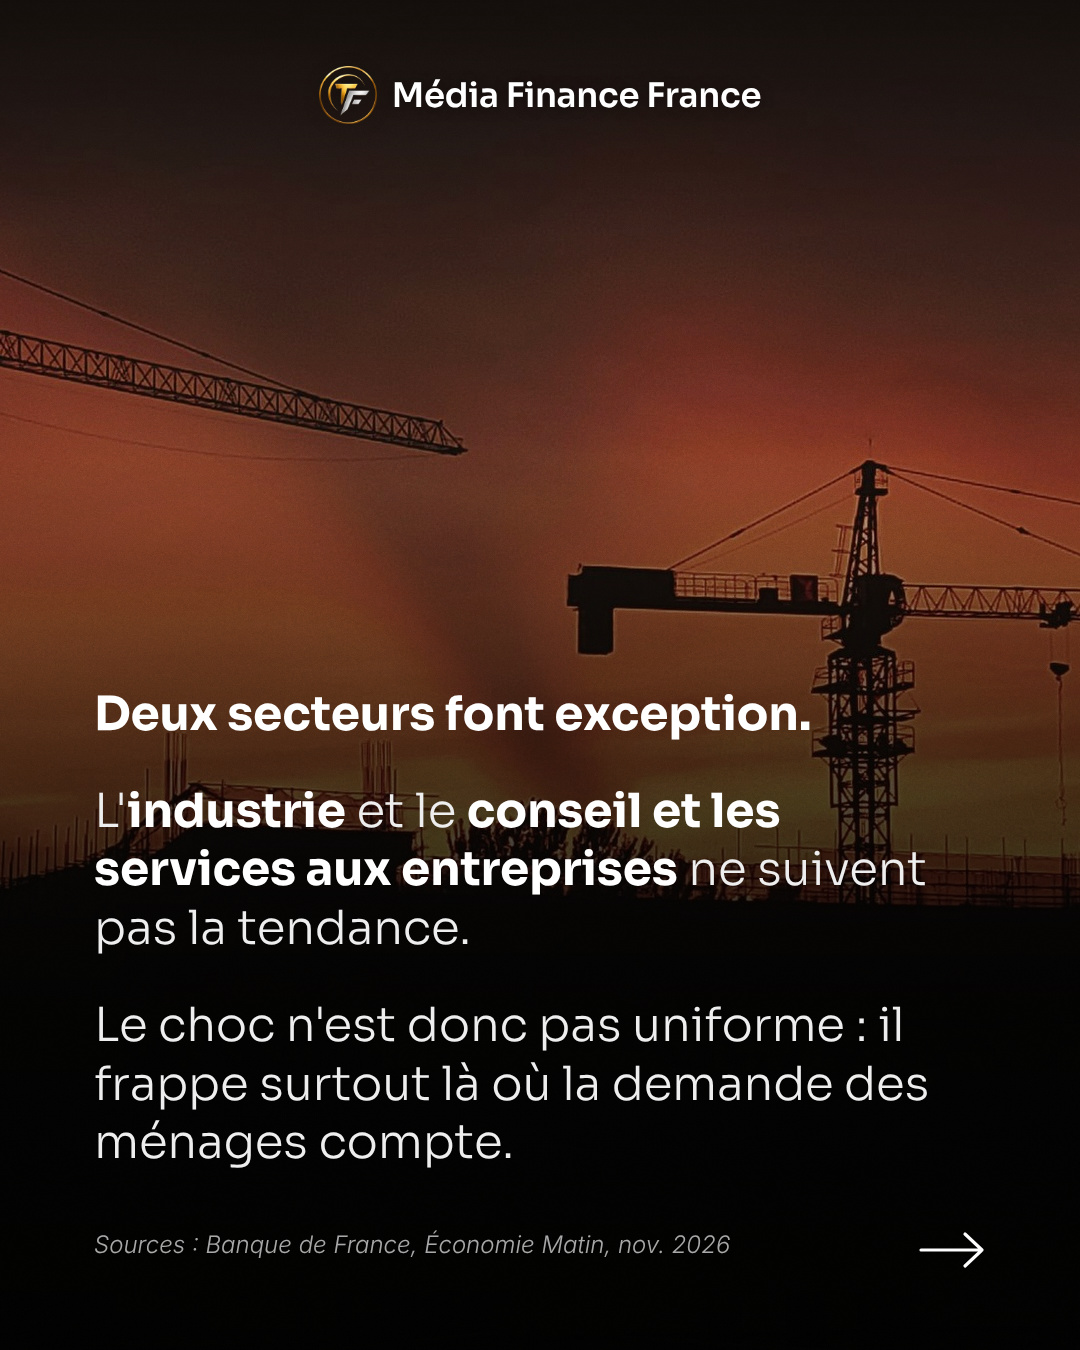 TF Média Finance France
Deux secteurs font exception.
L'industrie et le conseil et les
services aux entreprises ne suivent
pas la tendance.
Le choc n'est donc pas uniforme : il
frappe surtout là où la demande des
ménages compte.
Sources : Banque de France, Économie Matin, nov. 2026